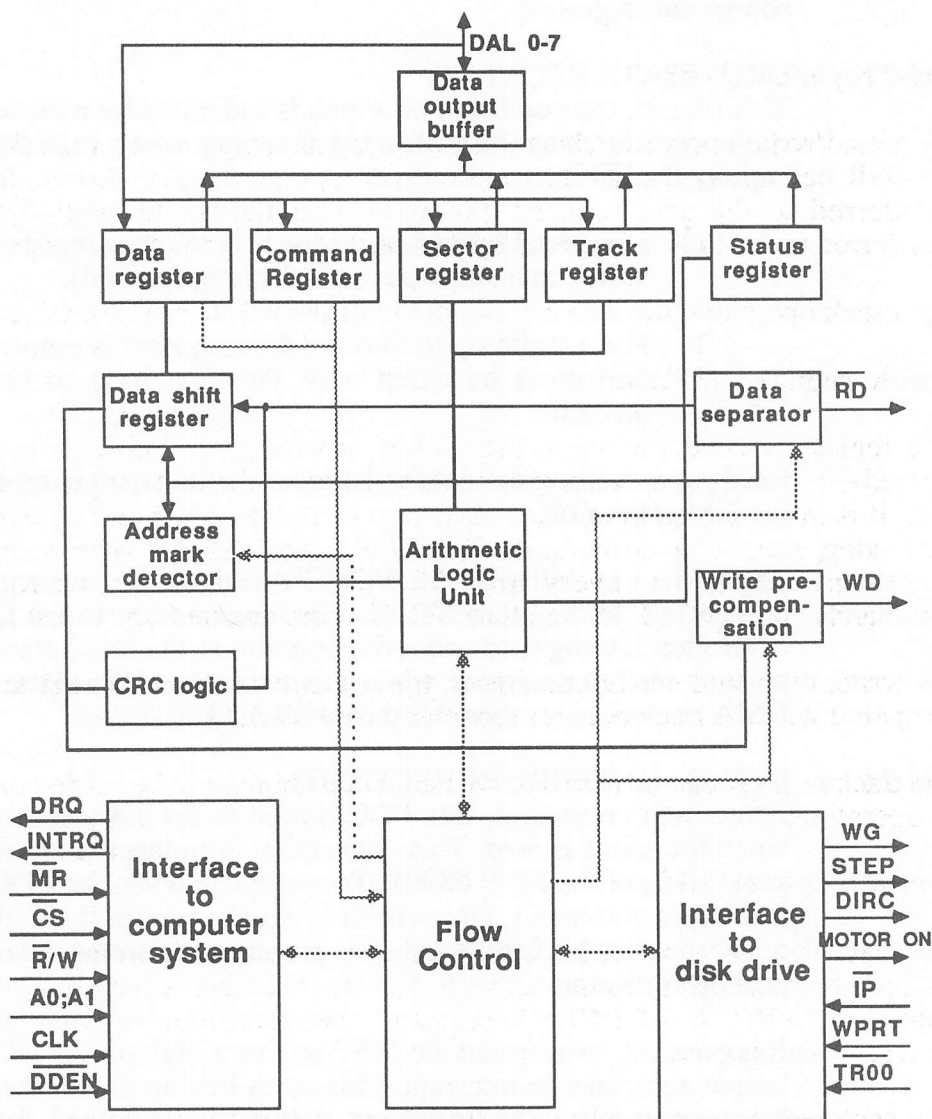 DAL 0-7
Data
output
buffer
Data
register
Command
Register
Sector
register
Track
register
Status
register
Data shift
register
Data
separator
RD
Address
mark
detector
Arithmetic
Logic
Unit
Write pre-
compen-
sation
WD
CRC logic
DRQ
INTRQ
MR
CS
R/W
A0;A1
CLK
DDEN
Interface
to
computer
system
Flow
Control
Interface
to
disk drive
WG
STEP
DIRC
MOTOR ON
IP
WPRT
TR00